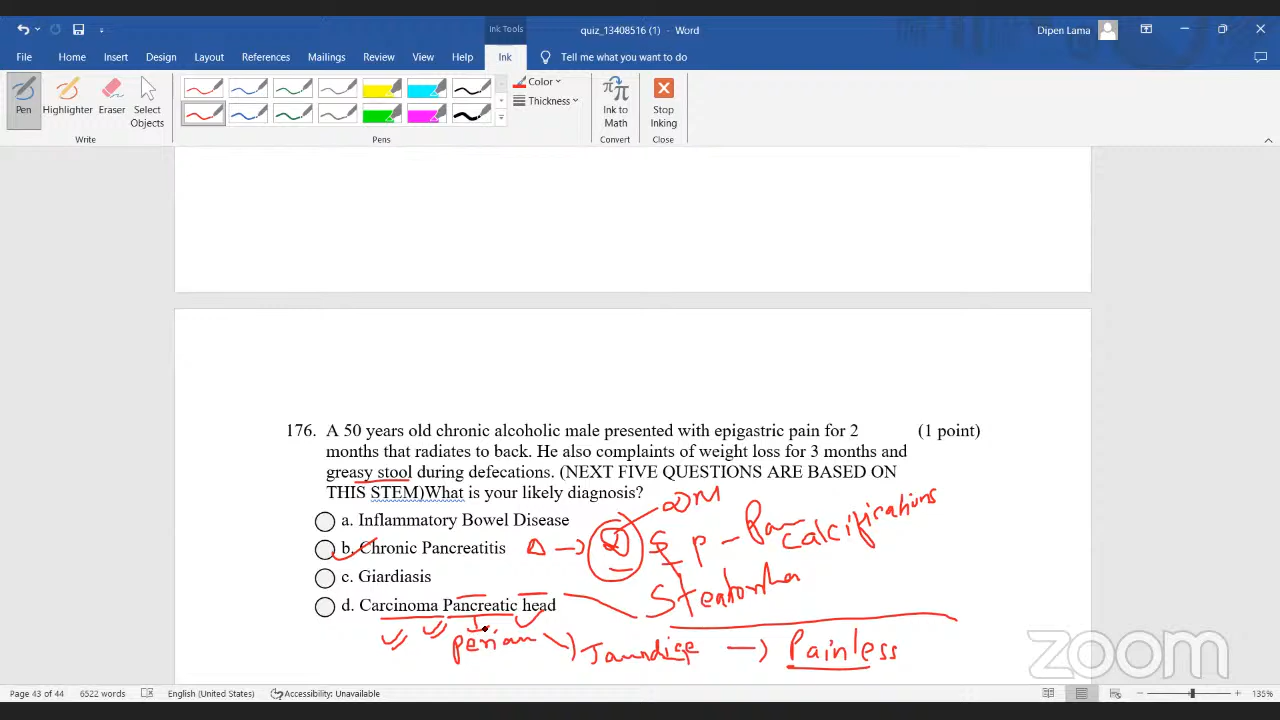 quiz_13408516 (1) - Word
Ink Tools
Dipen Lama
File Home Insert Design Layout References Mailings Review View Help Ink Tell me what you want to do
Pen Highlighter Eraser Select Objects
Color
Thickness
Ink to Math
Stop Inking
Write Pens Convert Close
176. A 50 years old chronic alcoholic male presented with epigastric pain for 2 (1 point)
months that radiates to back. He also complaints of weight loss for 3 months and
greasy stool during defecations. (NEXT FIVE QUESTIONS ARE BASED ON
THIS STEM)What is your likely diagnosis?
DM
a. Inflammatory Bowel Disease
b. Chronic Pancreatitis
P - Pan calcifications
c. Giardiasis
Steatorrhea
d. Carcinoma Pancreatic head
Jaundice → Painless
zoom
Page 43 of 44 6522 words English (United States) Accessibility: Unavailable 135%